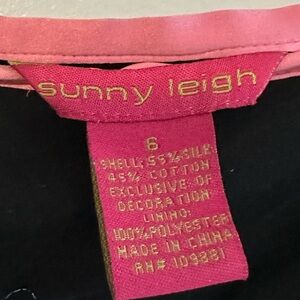 sunny leigh
6
SHELL: 55% SILK
45% COTTON
EXCLUSIVE OF
DECORATION
LINING:
100% POLYESTER
MADE IN CHINA
RN# 109881